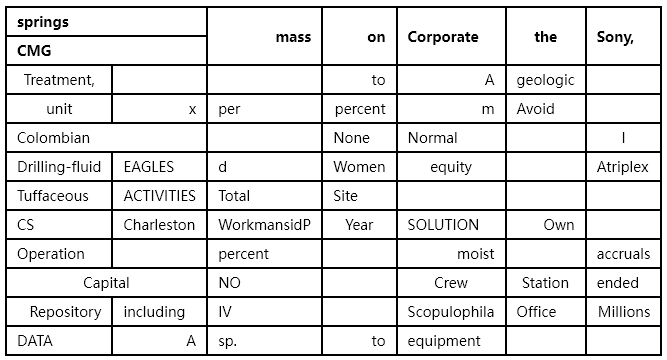 springs mass on Corporate the Sony,
CMG
Treatment, to A geologic
unit x per percent m Avoid
Colombian None Normal I
Drilling-fluid EAGLES d Women equity Atriplex
Tuffaceous ACTIVITIES Total Site
CS Charleston WorkmansidP Year SOLUTION Own
Operation percent moist accruals
Capital NO Crew Station ended
Repository including IV Scopulophila Office Millions
DATA A sp. to equipment